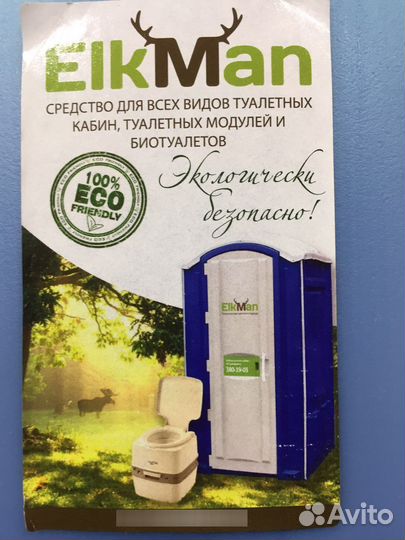 ElkMan
СРЕДСТВО ДЛЯ ВСЕХ ВИДОВ ТУАЛЕТНЫХ
КАБИН, ТУАЛЕТНЫХ МОДУЛЕЙ И
БИОТУАЛЕТОВ
Экологически
безопасно!
100%
ECO
FRIENDLY
ElkMan
380-39-05
Avito